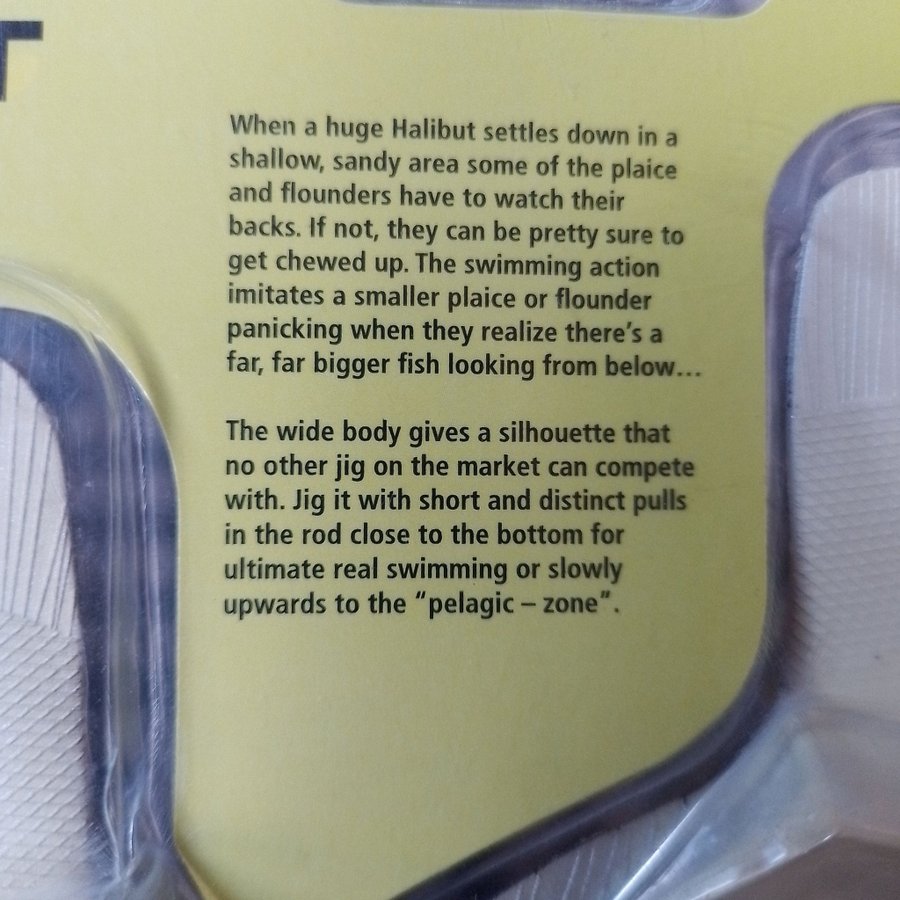 T
When a huge Halibut settles down in a
shallow, sandy area some of the plaice
and flounders have to watch their
backs. If not, they can be pretty sure to
get chewed up. The swimming action
imitates a smaller plaice or flounder
panicking when they realize there's a
far, far bigger fish looking from below...
The wide body gives a silhouette that
no other jig on the market can compete
with. Jig it with short and distinct pulls
in the rod close to the bottom for
ultimate real swimming or slowly
upwards to the "pelagic – zone".